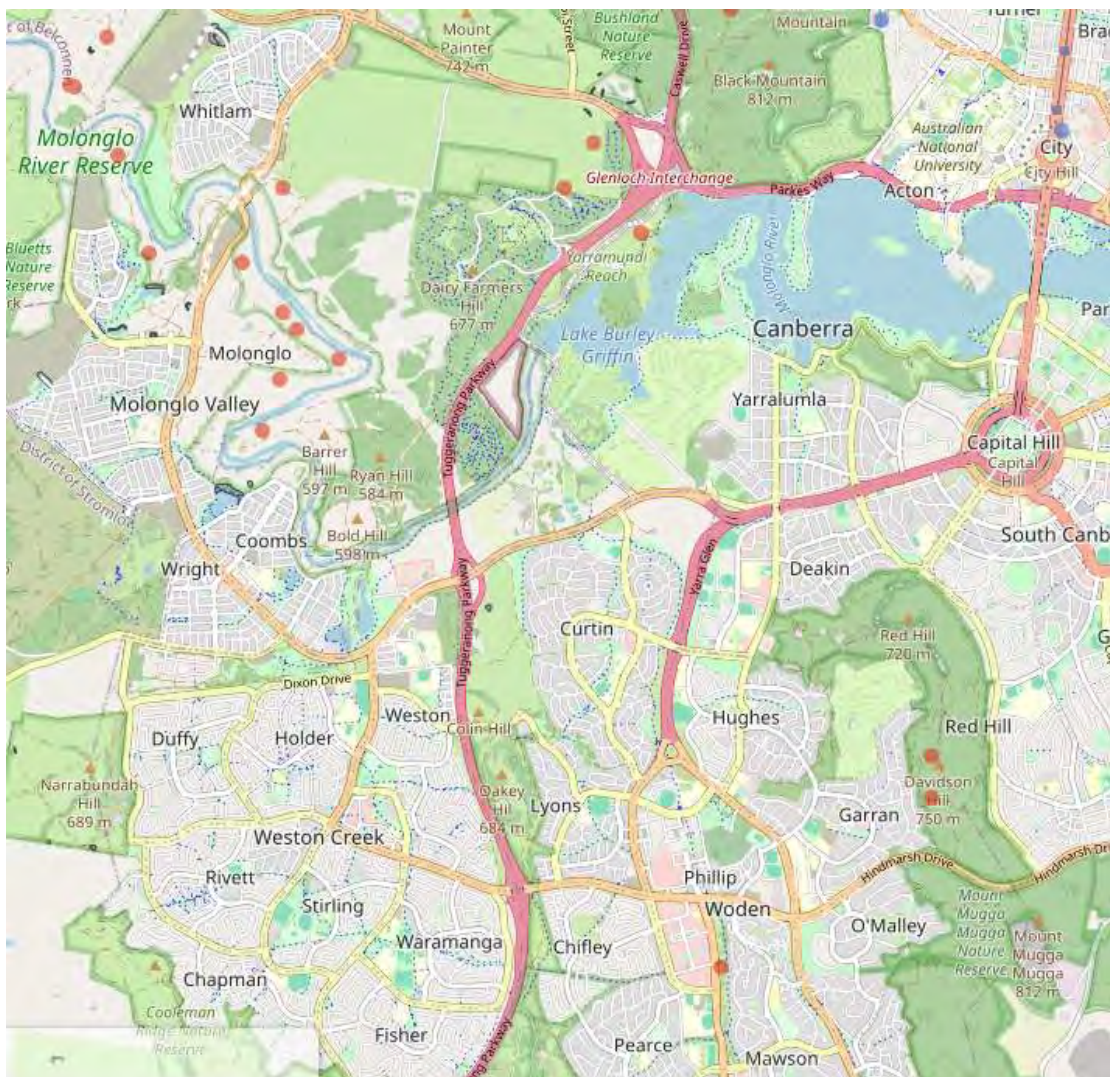 Mount
Painter
742 m
Street
Bushland
Nature
Reserve
Caswell Drive
Mountain
Turner
Black Mountain
812 m
Whitlam
Molonglo
River Reserve
Australian
National
University
City
City Hill
Glenloch Interchange
Parkes Way
Acton
Bluetts
Nature
Reserve
Yarramundi
Reach
Molonglo River
Dairy Farmers
Hill
677 m
Lake Burley
Griffin
Canberra
Molonglo
Tuggeranong Parkway
Molonglo Valley
Yarralumla
District of Stromlo
Barrer
Hill
597 m
Ryan Hill
584 m
Capital Hill
Capital
Hill
Bold Hill
598 m
Coombs
Wright
South Canb
Yarra Glen
Deakin
Tuggeranong Parkway
Curtin
Red Hill
720 m
Dixon Drive
Weston
Colin Hill
Hughes
Red Hill
Duffy
Holder
Narrabundah
Hill
689 m
Oakey
Hil
684 m
Lyons
Davidson
Hill
750 m
Garran
Weston Creek
Hindmarsh Drive
Hindmarsh Drive
Rivett
Phillip
Stirling
Woden
O'Malley
Mount
Mugga
Mugga
Nature
Reserve
Mount
Mugga
Mugga
812 m
Waramanga
Chifley
Chapman
Cooleman
Ridge Nature
Reserve
Fisher
Pearce
Mawson